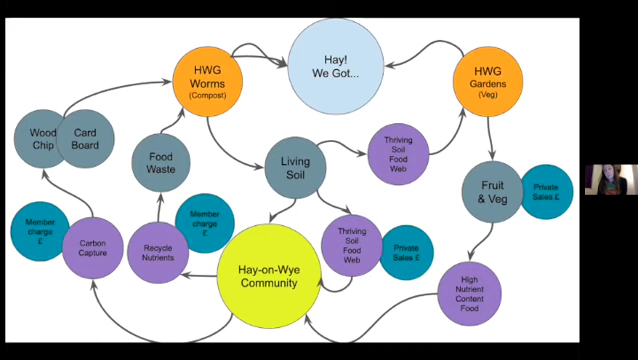 Hay!
We Got...
HWG
Worms
(Compost)
HWG
Gardens
(Veg)
Wood
Chip
Card
Board
Food
Waste
Living
Soil
Thriving
Soil
Food
Web
Fruit
& Veg
Private
Sales £
Member
charge
£
Carbon
Capture
Recycle
Nutrients
Member
charge
£
Hay-on-Wye
Community
Thriving
Soil
Food
Web
Private
Sales £
High
Nutrient
Content
Food